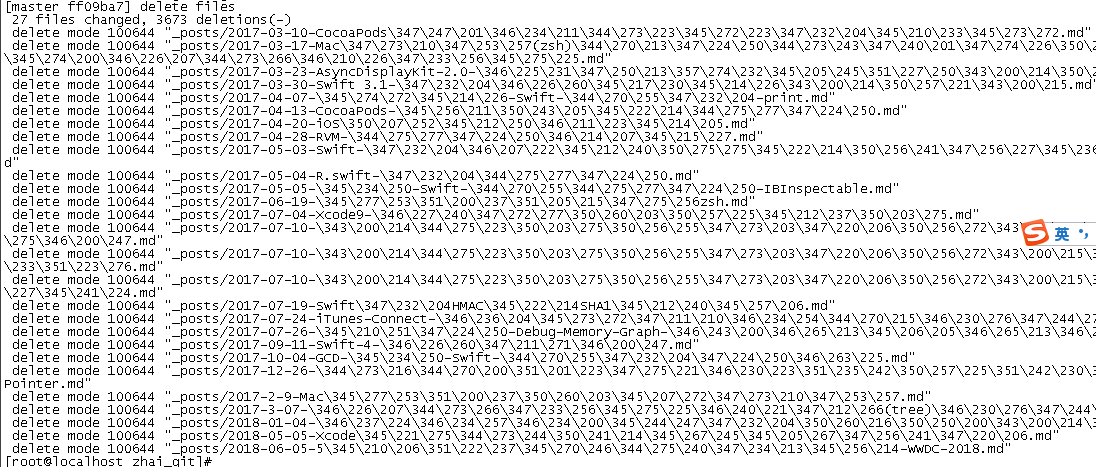 [master ff09ba7] delete files
 27 files changed, 3673 deletions(-)
 delete mode 100644 "_posts/2017-03-10-CocoaPods\347\247\201\346\234\211\344\273\223\345\272\223\347\232\204\345\210\233\345\273\272.md"
 delete mode 100644 "_posts/2017-03-17-Mac\347\273\210\347\253\257(zsh)\344\270\213\347\224\250\344\273\243\347\240\201\347\274\226\350\2
\345\274\200\346\226\207\344\273\266\346\210\226\347\233\256\345\275\225.md"
 delete mode 100644 "_posts/2017-03-23-AsyncDisplayKit-2.0-\346\225\231\347\250\213\357\274\232\345\205\245\351\227\250\343\200\214\350\2
 delete mode 100644 "_posts/2017-03-30-Swift 3.1-\347\232\204\346\226\260\345\217\230\345\214\226\343\200\214\350\257\221\343\200\215.md"
 delete mode 100644 "_posts/2017-04-07-\345\274\272\345\214\226-Swift-\344\270\255\347\232\204-print.md"
 delete mode 100644 "_posts/2017-04-13-CocoaPods-\345\256\211\350\243\205\345\222\214\344\275\277\347\224\250.md"
 delete mode 100644 "_posts/2017-04-20-iOS\350\207\252\345\212\250\346\211\223\345\214\205.md"
 delete mode 100644 "_posts/2017-04-28-RVM-\344\275\277\347\224\250\346\214\207\345\215\227.md"
 delete mode 100644 "_posts/2017-05-03-Swift-\347\232\204\346\207\222\345\212\240\350\275\275\345\222\214\350\256\241\347\256\227\345\236
d"
 delete mode 100644 "_posts/2017-05-04-R.swift-\347\232\204\344\275\277\347\224\250.md"
 delete mode 100644 "_posts/2017-05-05-\345\234\250-Swift-\344\270\255\344\275\277\347\224\250-IBInspectable.md"
 delete mode 100644 "_posts/2017-06-19-\345\277\253\351\200\237\351\205\215\347\275\256zsh.md"
 delete mode 100644 "_posts/2017-07-04-Xcode9-\346\227\240\347\272\277\350\260\203\350\257\225\345\212\237\350\203\275.md"
 delete mode 100644 "_posts/2017-07-10-\343\200\214\344\275\223\350\203\275\350\256\255\347\273\203\347\220\206\350\256\272\343
\275\346\200\247.md"
 delete mode 100644 "_posts/2017-07-10-\343\200\214\344\275\223\350\203\275\350\256\255\347\273\203\347\220\206\350\256\272\343\200\215\3
\233\351\223\276.md"
 delete mode 100644 "_posts/2017-07-10-\343\200\214\344\275\223\350\203\275\350\256\255\347\273\203\347\220\206\350\256\272\343\200\215\3
\227\345\241\224.md"
 delete mode 100644 "_posts/2017-07-19-Swift\347\232\204HMAC\345\222\214SHA1\345\212\240\345\257\206.md"
 delete mode 100644 "_posts/2017-07-24-iTunes-Connect-\346\236\204\345\273\272\347\211\210\346\234\254\344\270\215\346\230\276\347\244\2
 delete mode 100644 "_posts/2017-07-26-\345\210\251\347\224\250-Debug-Memory-Graph-\346\243\200\346\265\213\345\206\205\346\265\213\346\2
 delete mode 100644 "_posts/2017-09-11-Swift-4-\346\226\260\347\211\271\346\200\247.md"
 delete mode 100644 "_posts/2017-10-04-GCD-\345\234\250-Swift-\344\270\255\347\232\204\347\224\250\346\263\225.md"
 delete mode 100644 "_posts/2017-12-26-\344\273\216\344\270\200\351\201\223\347\275\221\346\230\223\351\235\242\350\257\225\351\242\230\3
Pointer.md"
 delete mode 100644 "_posts/2017-2-9-Mac\345\277\253\351\200\237\350\260\203\345\207\272\347\273\210\347\253\257.md"
 delete mode 100644 "_posts/2017-3-07-\346\226\207\344\273\266\347\233\256\345\275\225\346\240\221\347\212\266(tree)\346\230\276\347\244\
 delete mode 100644 "_posts/2018-01-04-\346\237\224\346\234\257\346\234\272\345\231\250\344\272\272\347\232\204\350\216\350\250\343\200\214
 delete mode 100644 "_posts/2018-05-05-Xcode\345\221\275\344\273\244\350\241\214\345\267\245\345\205\267\347\256\241\347\220\206.md"
 delete mode 100644 "_posts/2018-06-05-5\345\210\206\351\222\237\345\270\246\344\275\240\346\270\270\347\216\251\346\225\264\344\270\256\214-WWDC-2018.md"
[root@localhost zhai_git]#
英